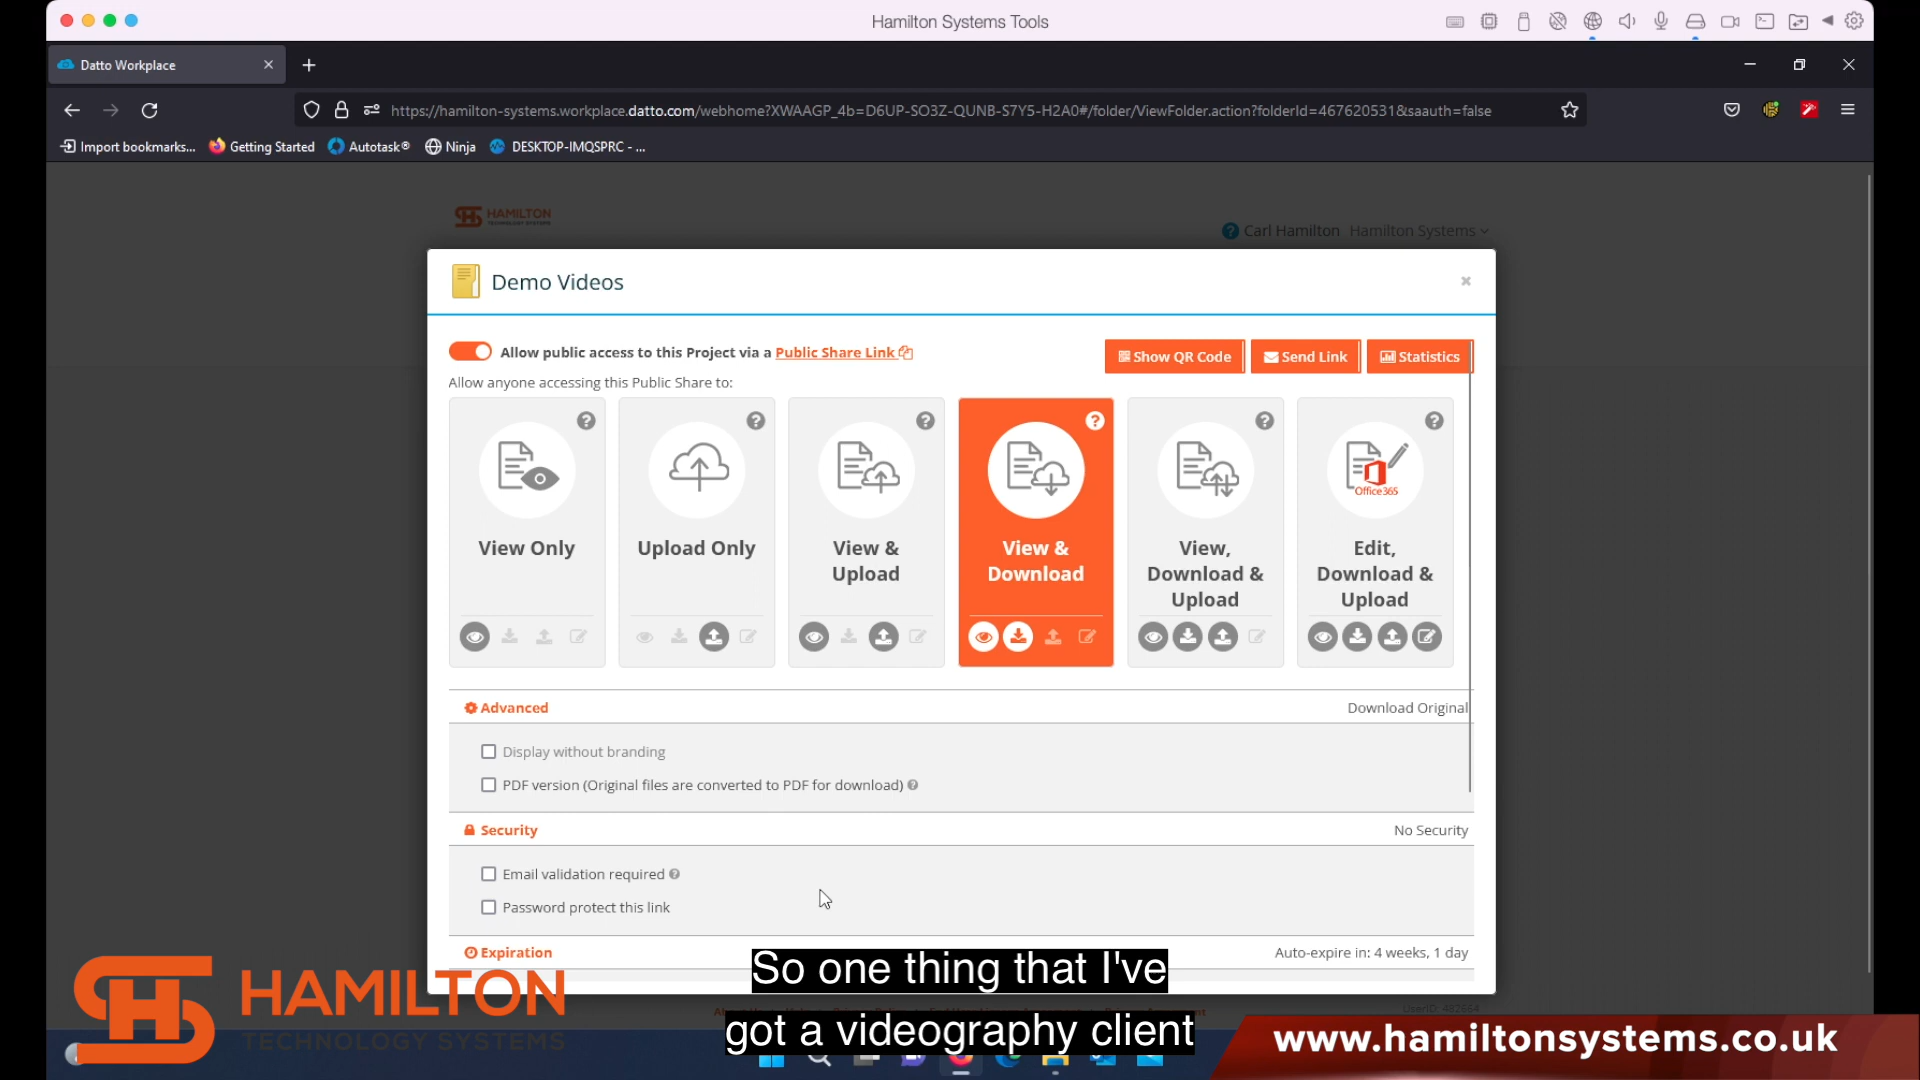 Hamilton Systems Tools
Datto Workplace
https://hamilton-systems.workplace.datto.com/webhome?XWAAGP_4b=D6UP-SO3Z-QUNB-S7Y5-H2A0#/folder/ViewFolder.action?folderId=467620531&saauth=false
Import bookmarks... Getting Started Autotask® Ninja DESKTOP-IMQSPRC - ...
HAMILTON
TECHNOLOGY SYSTEMS
Carl Hamilton Hamilton Systems
Demo Videos
Allow public access to this Project via a Public Share Link
Show QR Code Send Link Statistics
Allow anyone accessing this Public Share to:
View Only
Upload Only
View &
Upload
View &
Download
View,
Download &
Upload
Office365
Edit,
Download &
Upload
Advanced Download Original
Display without branding
PDF version (Original files are converted to PDF for download)
Security No Security
Email validation required
Password protect this link
Expiration Auto-expire in: 4 weeks, 1 day
So one thing that I've
got a videography client
HAMILTON
TECHNOLOGY SYSTEMS
www.hamiltonsystems.co.uk